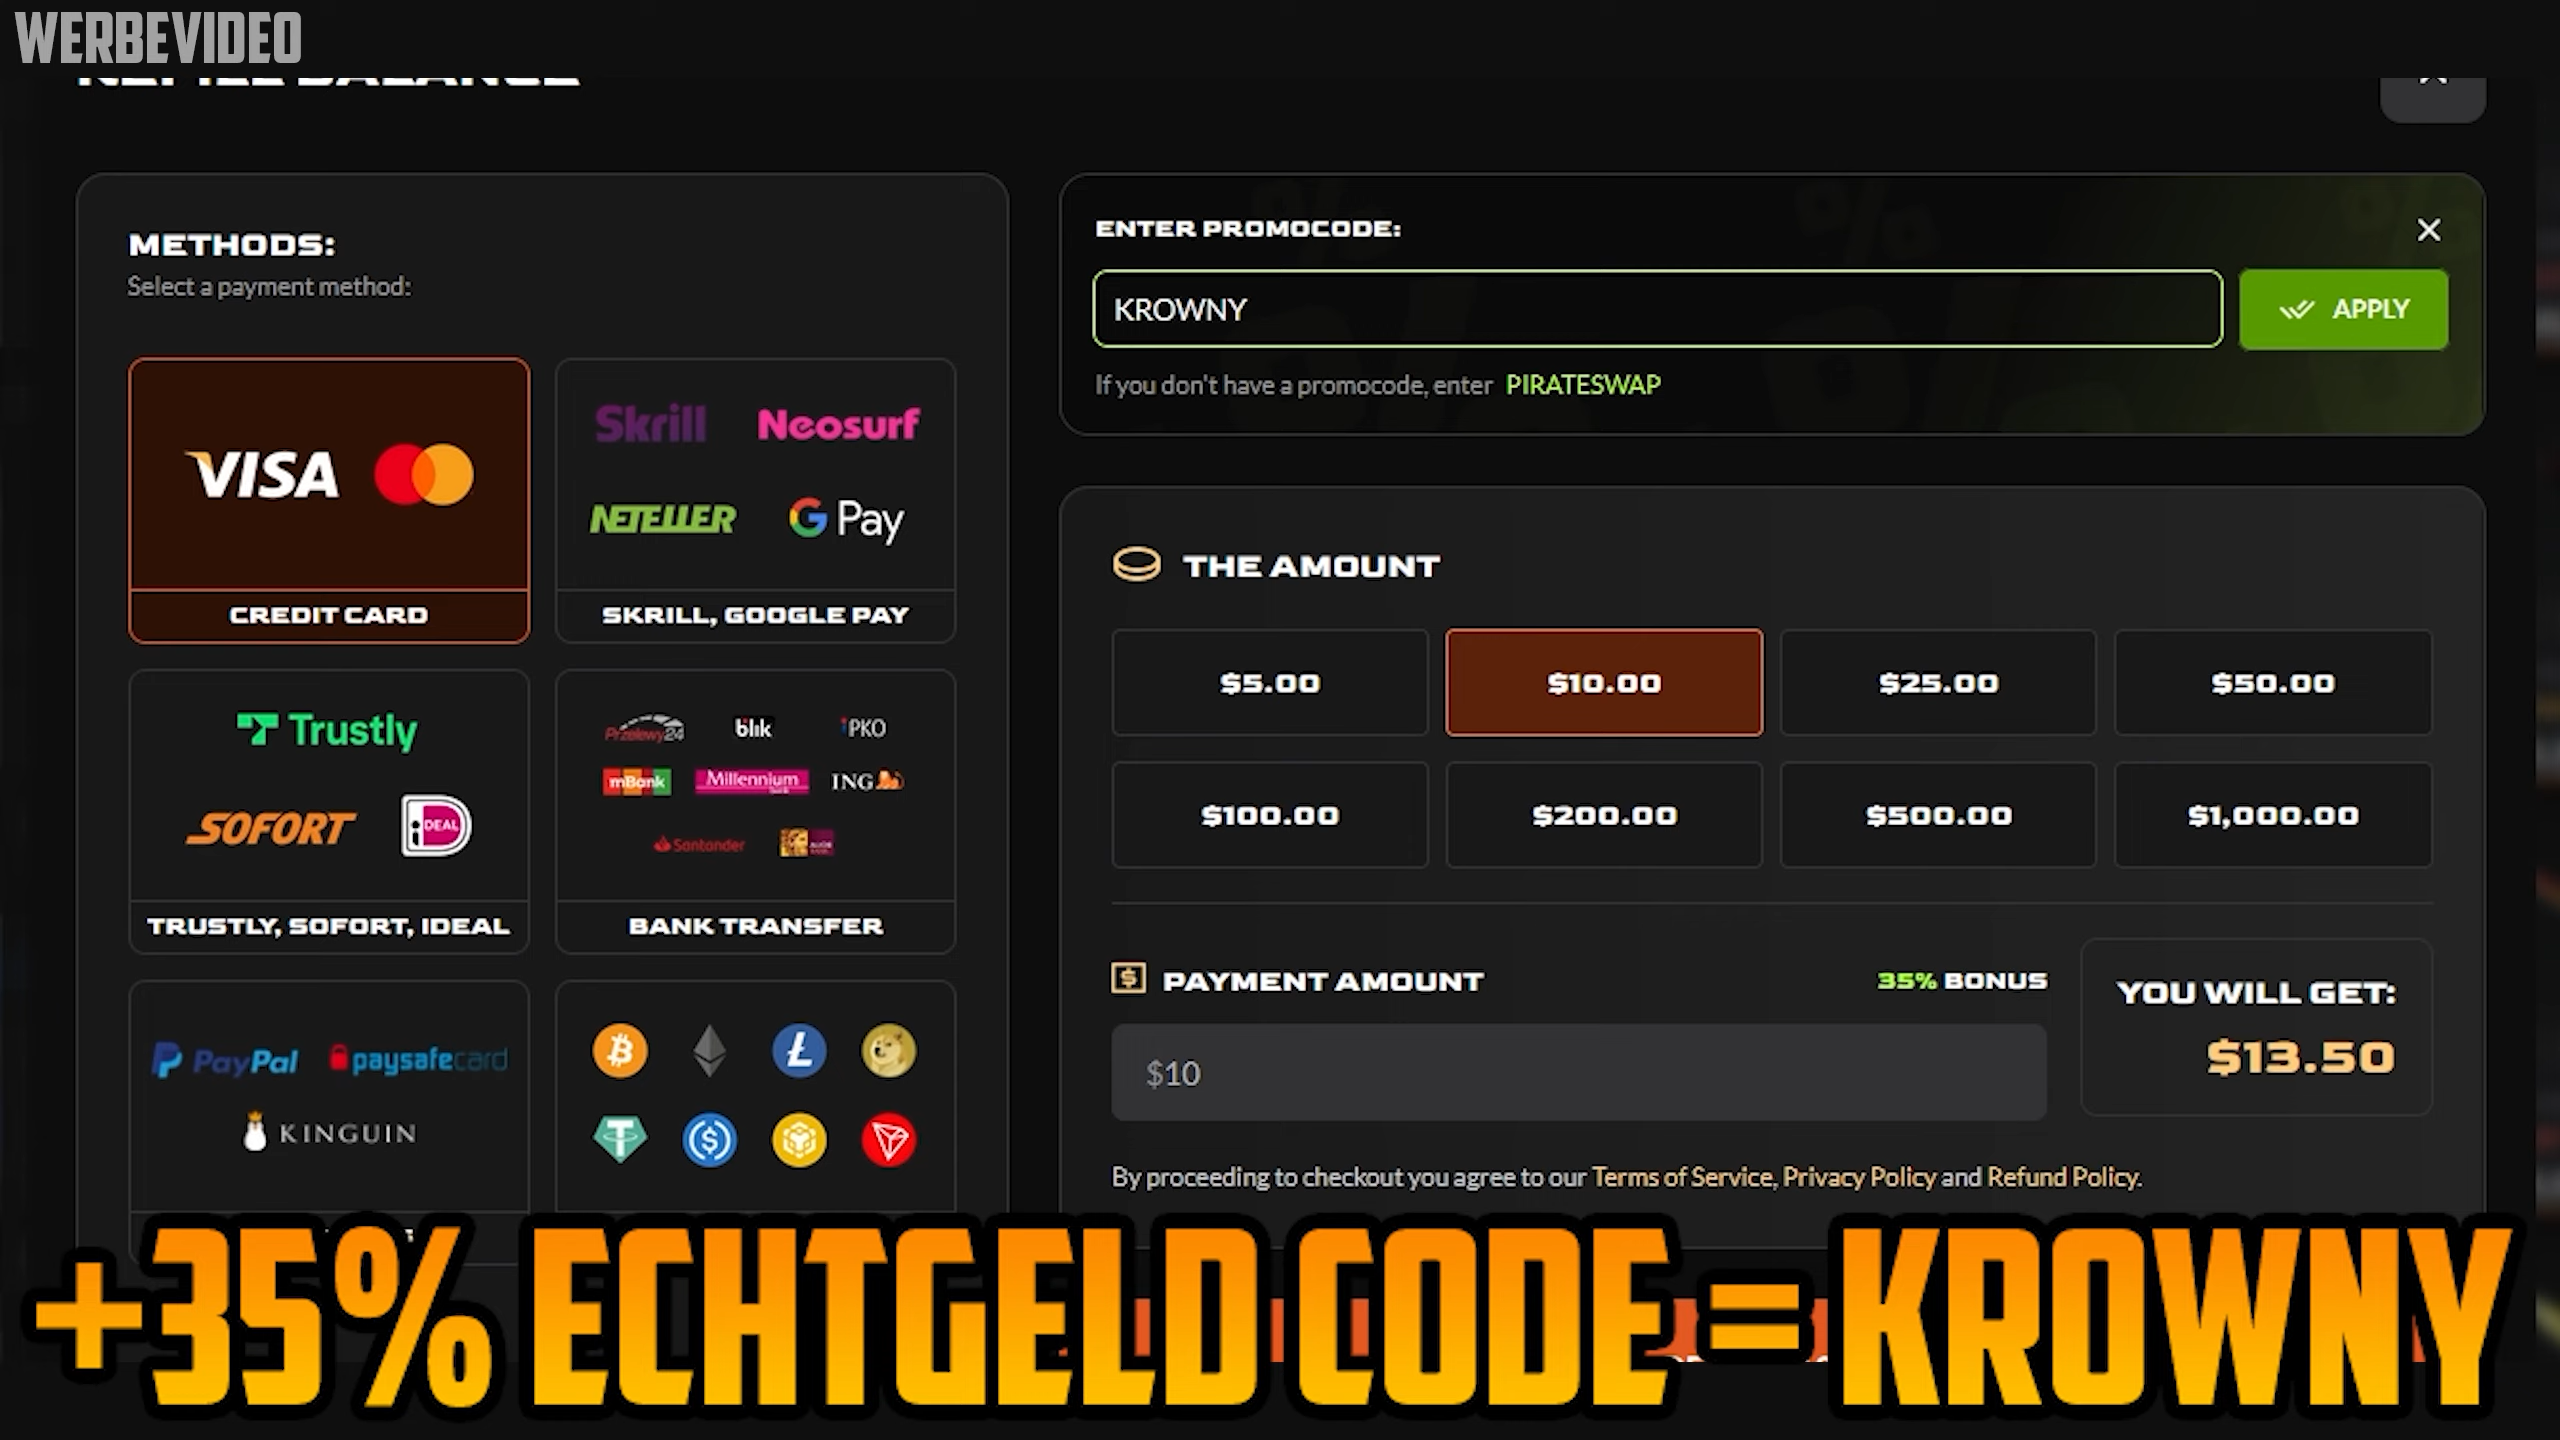 WERBEVIDEO
REFILL BALANCE
METHODS:
Select a payment method:
VISA
CREDIT CARD
Skrill Neosurf
NETELLER G Pay
SKRILL, GOOGLE PAY
Trustly
SOFORT iDEAL
TRUSTLY, SOFORT, IDEAL
Przelewy24 blik iPKO
mBank Millennium ING
Santander
BANK TRANSFER
PayPal paysafecard
KINGUIN
ENTER PROMOCODE:
KROWNY
APPLY
If you don't have a promocode, enter PIRATESWAP
THE AMOUNT
$5.00 $10.00 $25.00 $50.00
$100.00 $200.00 $500.00 $1,000.00
PAYMENT AMOUNT
35% BONUS
$10
YOU WILL GET:
$13.50
By proceeding to checkout you agree to our Terms of Service, Privacy Policy and Refund Policy.
+35% ECHTGELD CODE = KROWNY